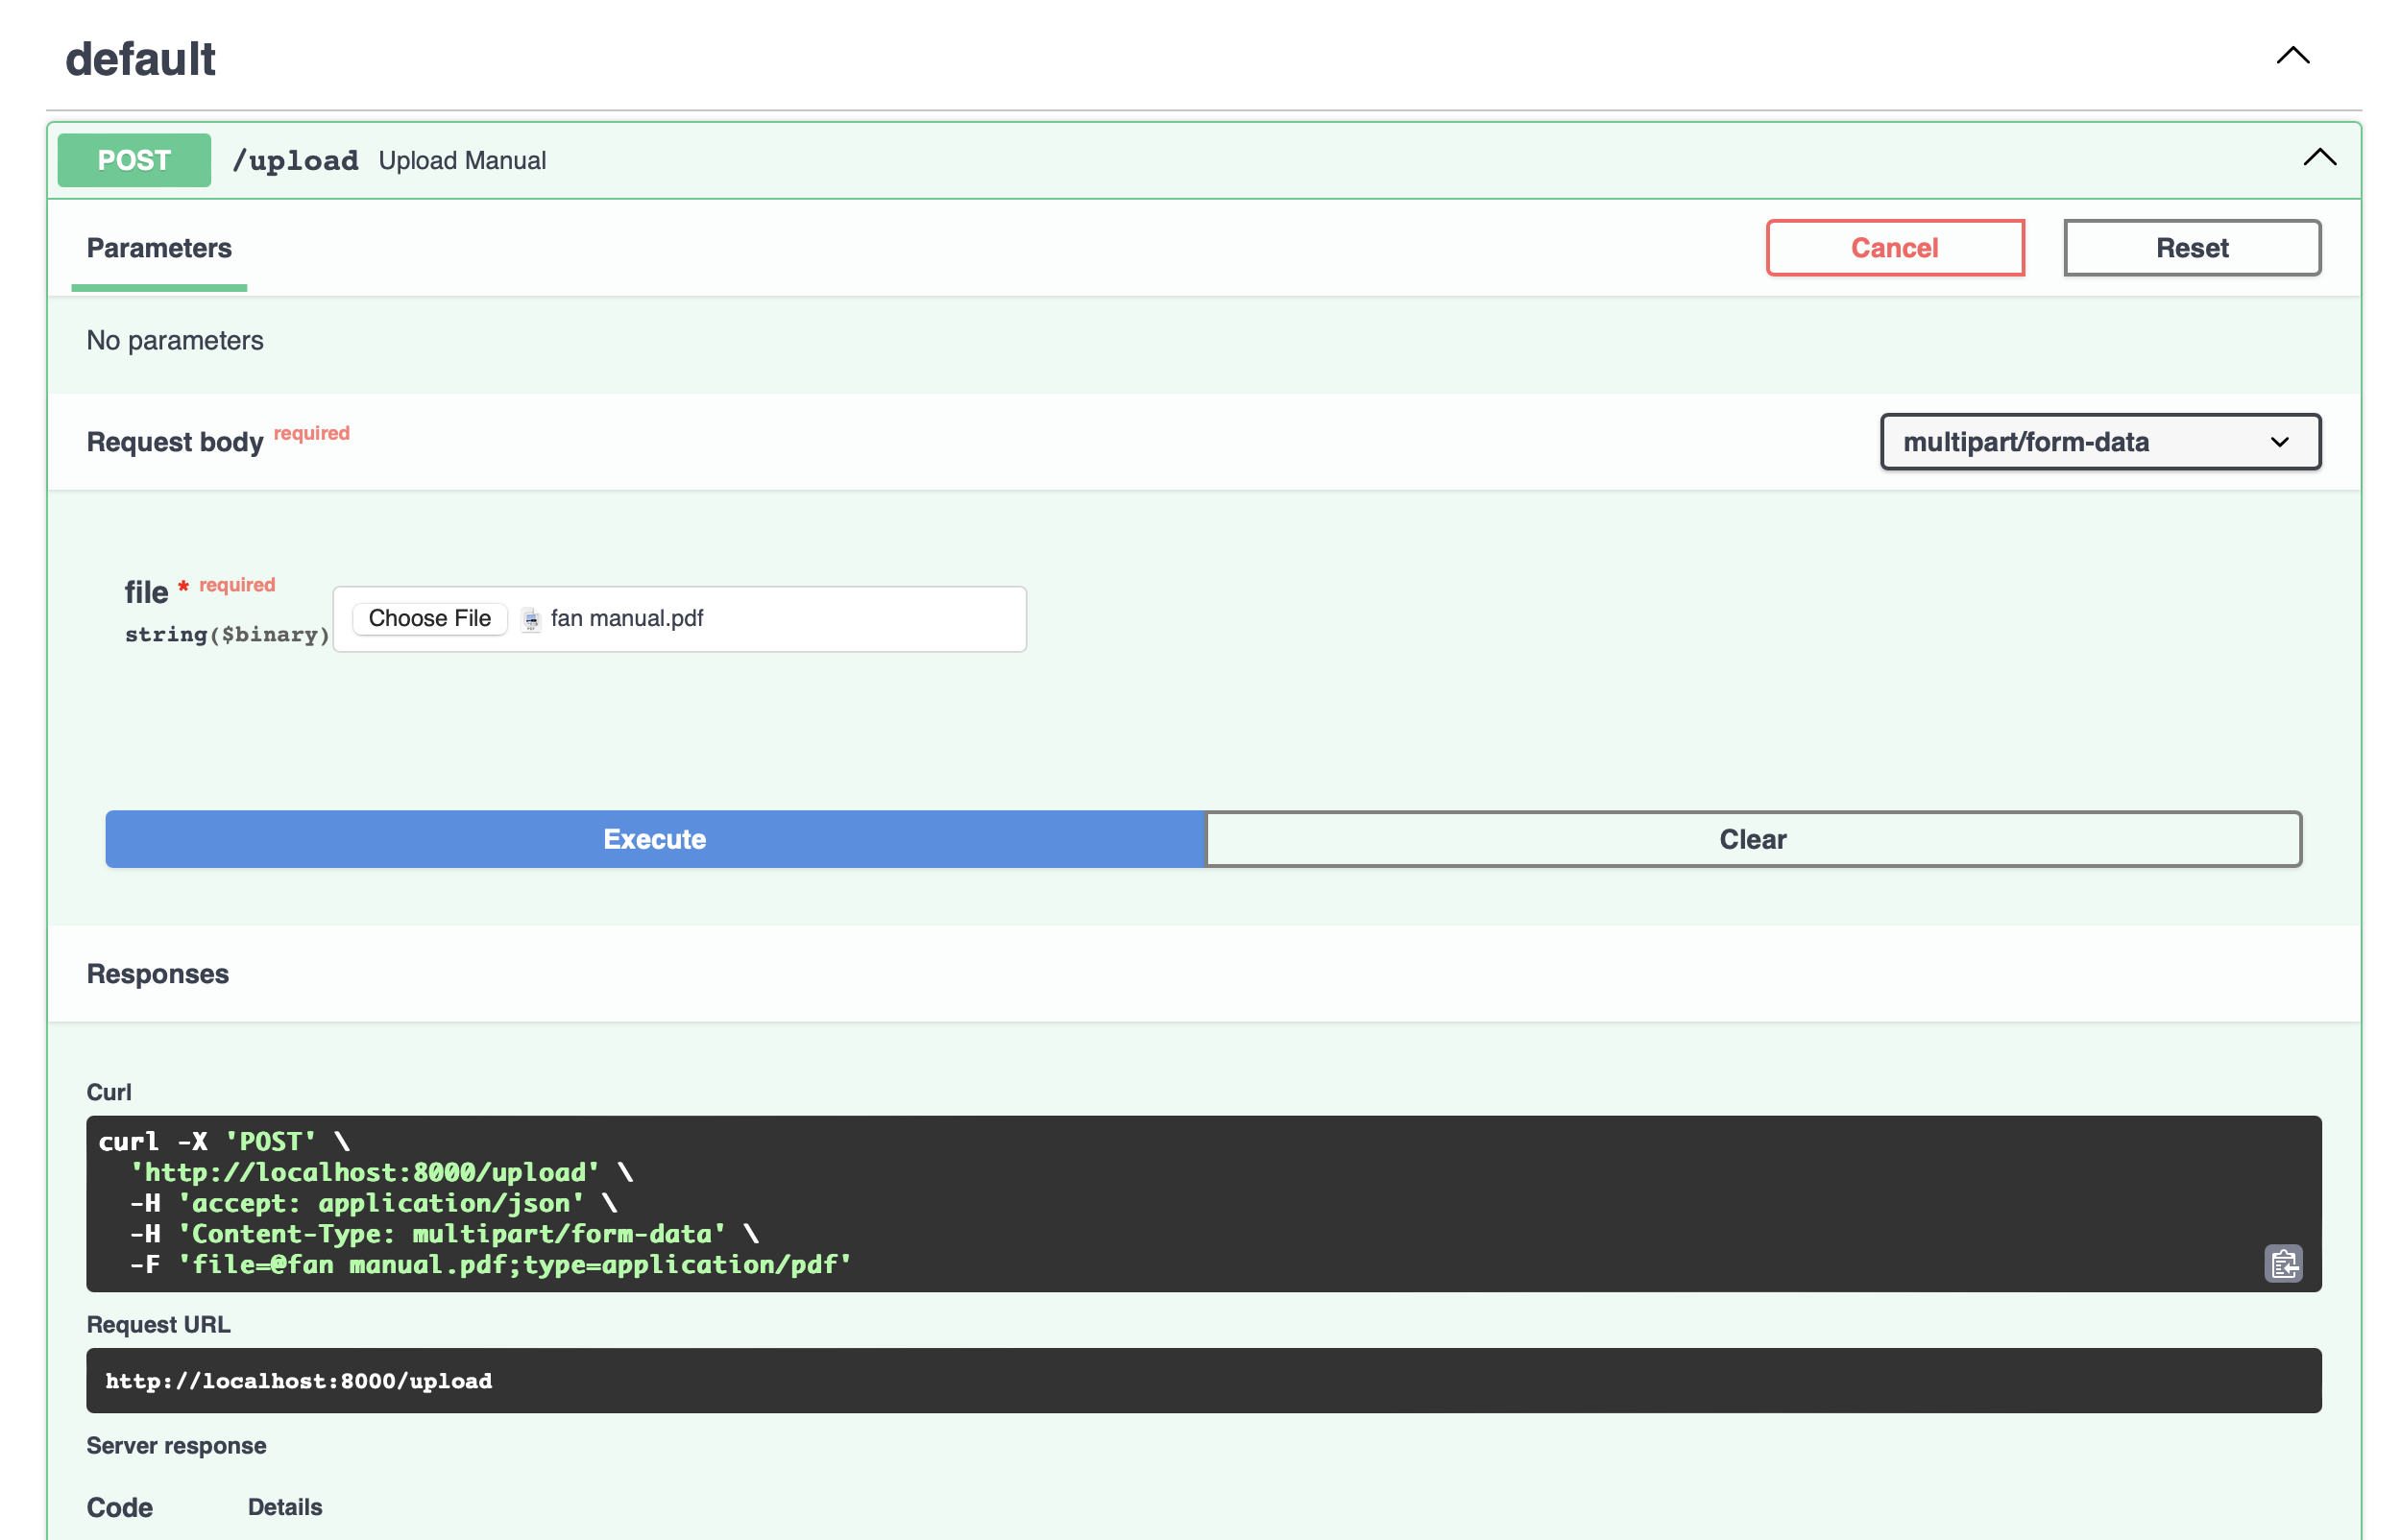 default
POST /upload Upload Manual
Parameters
Cancel
Reset
No parameters
Request body required
multipart/form-data
file * required
string($binary)
Choose File fan manual.pdf
Execute
Clear
Responses
Curl
curl -X 'POST' \
'http://localhost:8000/upload' \
-H 'accept: application/json' \
-H 'Content-Type: multipart/form-data' \
-F 'file=@fan manual.pdf;type=application/pdf'
Request URL
http://localhost:8000/upload
Server response
Code Details